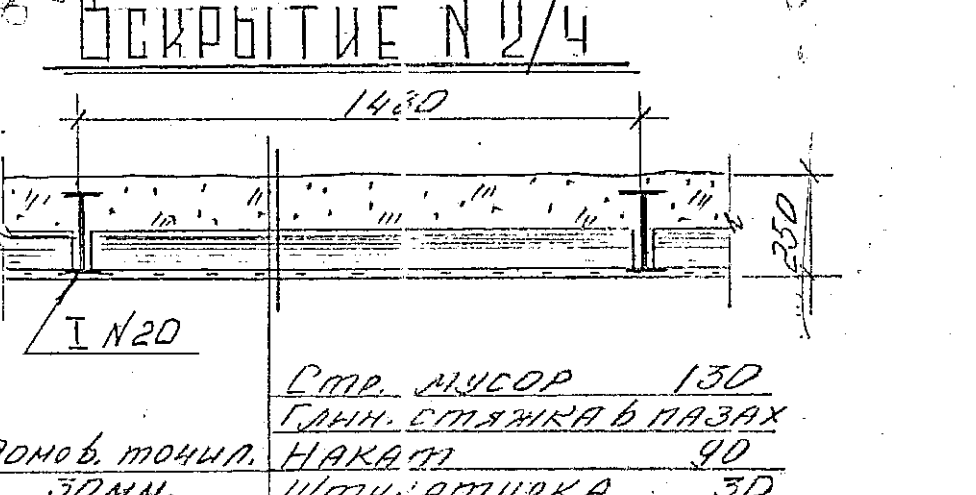 Вскрытие N 2/4
1430
250
I N20
Стр. мусор 130
Глин. стяжка в пазах
Накат 90
Штукатурка 30
30мм.